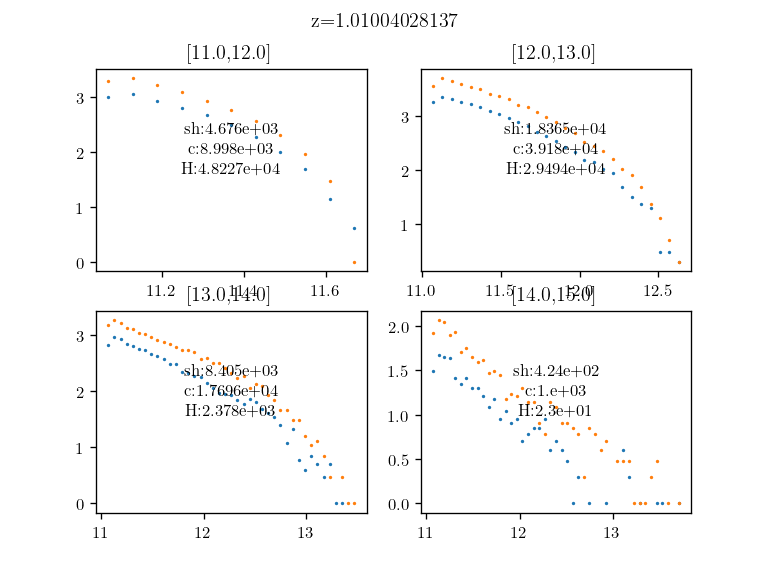 z=1.01004028137
[11.0,12.0]
[12.0,13.0]
3
2
1
0
sh:4.676e+03
c:8.998e+03
H:4.8227e+04
11.2 11.4 11.6
3
2
1
sh:1.8365e+04
c:3.918e+04
H:2.9494e+04
11.0 11.5 12.0 12.5
[13.0,14.0]
[14.0,15.0]
3
2
1
0
sh:8.405e+03
c:1.7696e+04
H:2.378e+03
11 12 13
2.0
1.5
1.0
0.5
0.0
sh:4.24e+02
c:1.e+03
H:2.3e+01
11 12 13